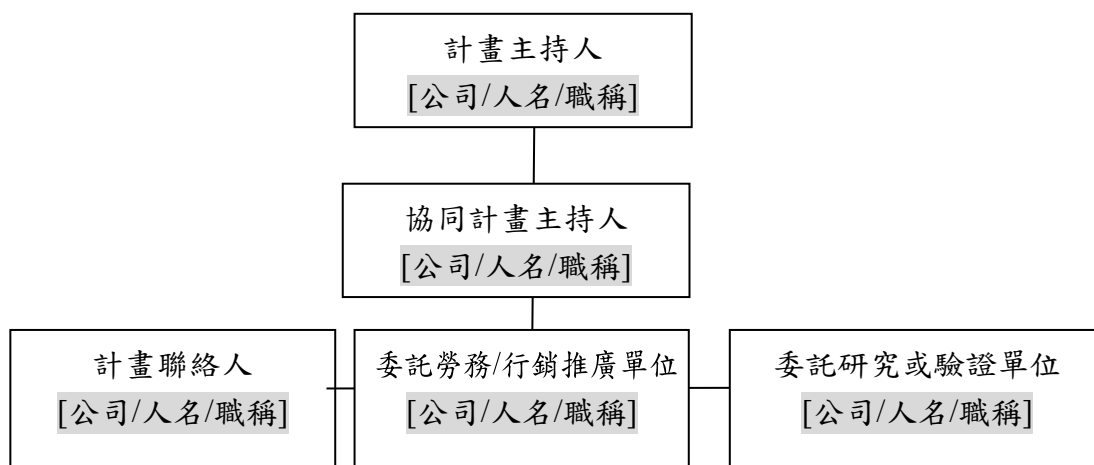 計畫主持人
[公司/人名/職稱]
協同計畫主持人
[公司/人名/職稱]
計畫聯絡人
[公司/人名/職稱]
委託勞務/行銷推廣單位
[公司/人名/職稱]
委託研究或驗證單位
[公司/人名/職稱]